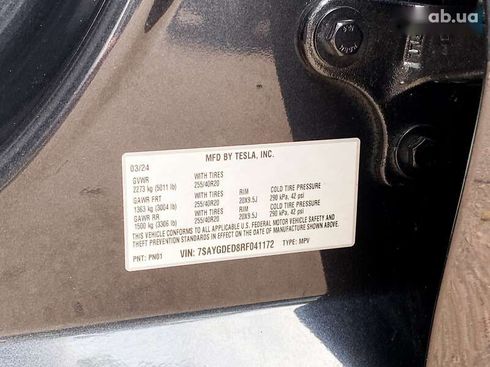 ab.ua
MFD BY TESLA, INC.
03/24
GVWR WITH TIRES
2273 kg (5011 lb) 255/40R20
GAWR FRT WITH TIRES RIM COLD TIRE PRESSURE
1363 kg (3004 lb) 255/40R20 20X9.5J 290 kPa, 42 psi
GAWR RR WITH TIRES RIM COLD TIRE PRESSURE
1500 kg (3306 lb) 255/40R20 20X9.5J 290 kPa, 42 psi
THIS VEHICLE CONFORMS TO ALL APPLICABLE U.S. FEDERAL MOTOR VEHICLE SAFETY AND
THEFT PREVENTION STANDARDS IN EFFECT ON THE DATE OF MANUFACTURE SHOWN ABOVE.
PNT: PN01 VIN: 7SAYGDED8RF041172 TYPE: MPV